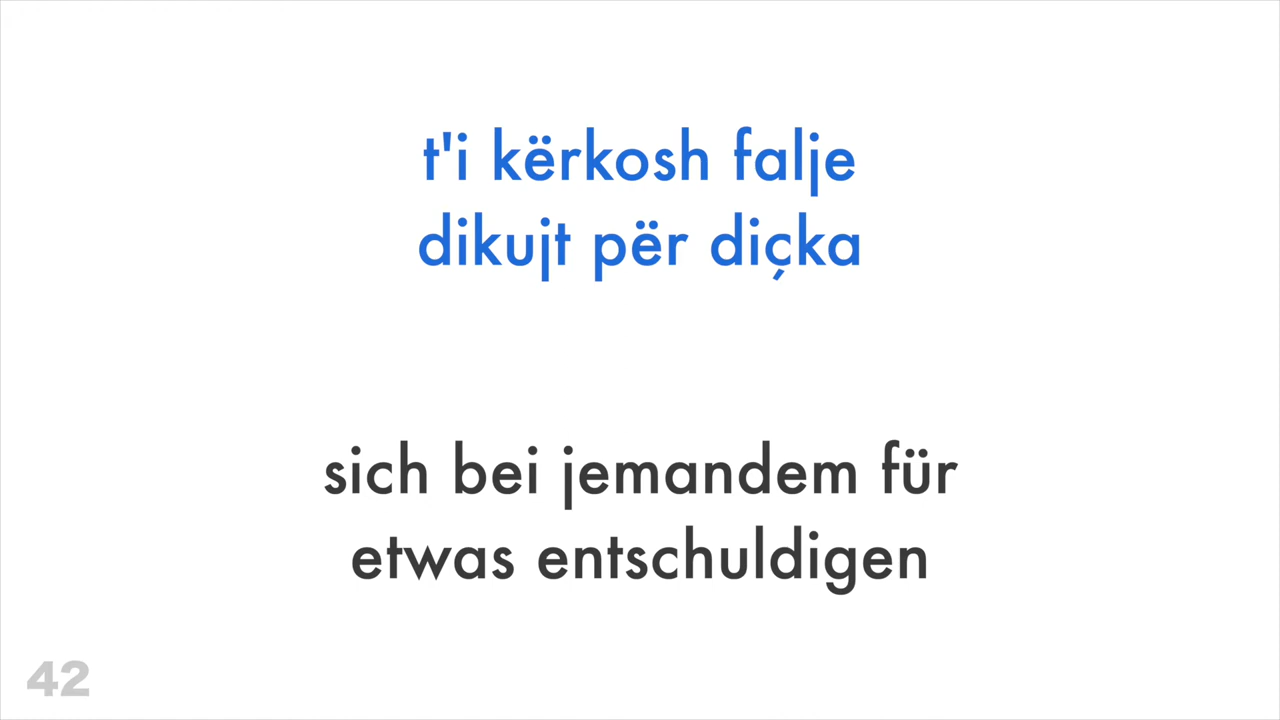 t'i kërkosh falje
dikujt për diçka
sich bei jemandem für
etwas entschuldigen
42